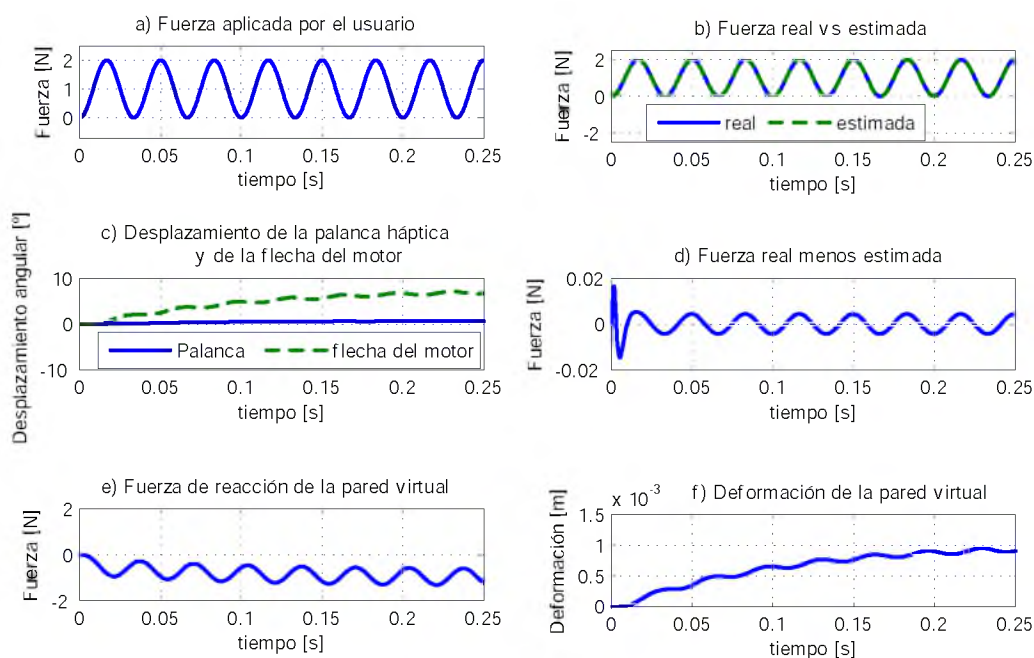 a) Fuerza aplicada por el usuario
Fuerza [N]
2
1
0
0 0.05 0.1 0.15 0.2 0.25
tiempo [s]
b) Fuerza real vs estimada
Fuerza [N]
2
0
-2
real estimada
0 0.05 0.1 0.15 0.2 0.25
tiempo [s]
c) Desplazamiento de la palanca háptica
y de la flecha del motor
Desplazamiento angular [º]
10
0
-10
Palanca flecha del motor
0 0.05 0.1 0.15 0.2 0.25
tiempo [s]
d) Fuerza real menos estimada
Fuerza [N]
0.02
0
-0.02
0 0.05 0.1 0.15 0.2 0.25
tiempo [s]
e) Fuerza de reacción de la pared virtual
Fuerza [N]
2
0
-2
0 0.05 0.1 0.15 0.2 0.25
tiempo [s]
f) Deformación de la pared virtual
x 10⁻³
Deformación [m]
1.5
1
0.5
0
0 0.05 0.1 0.15 0.2 0.25
tiempo [s]